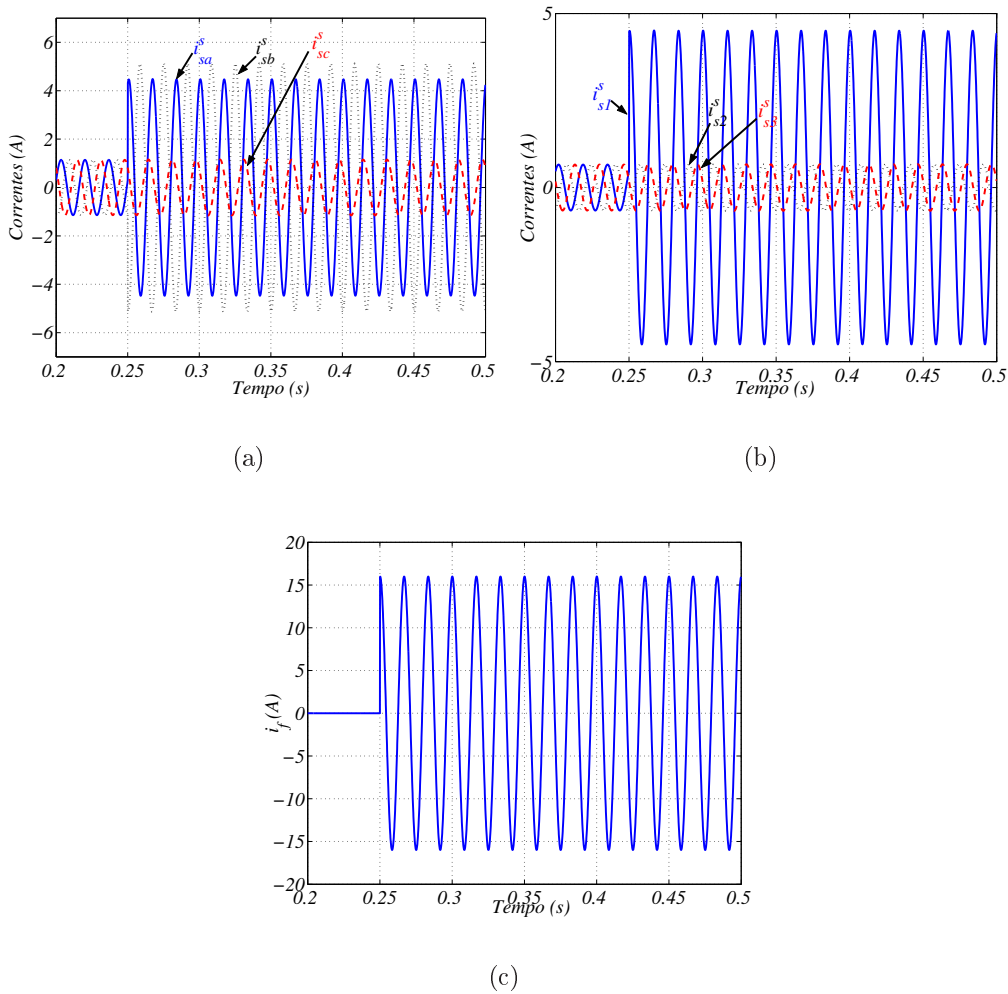 i^s_sa
i^s_sb
i^s_sc
Correntes (A)
6
4
2
0
−2
−4
−6
0.2
0.25
0.3
0.35
0.4
0.45
0.5
Tempo (s)
(a)
i^s_s1
i^s_s2
i^s_s3
Correntes (A)
5
0
−5
0.2
0.25
0.3
0.35
0.4
0.45
0.5
Tempo (s)
(b)
i_f (A)
20
15
10
5
0
−5
−10
−15
−20
0.2
0.25
0.3
0.35
0.4
0.45
0.5
Tempo (s)
(c)